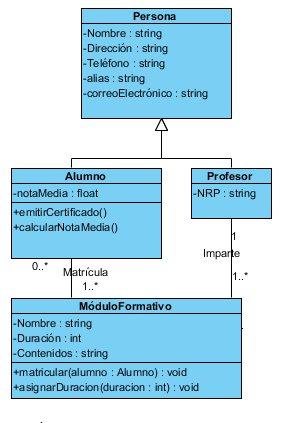 Persona
-Nombre : string
-Dirección : string
-Teléfono : string
-alias : string
-correoElectrónico : string
Alumno
-notaMedia : float
+emitirCertificado()
+calcularNotaMedia()
Profesor
-NRP : string
1
Imparte
1..*
0..*
Matrícula
1..*
MóduloFormativo
-Nombre : string
-Duración : int
-Contenidos : string
+matricular(alumno : Alumno) : void
+asignarDuracion(duracion : int) : void